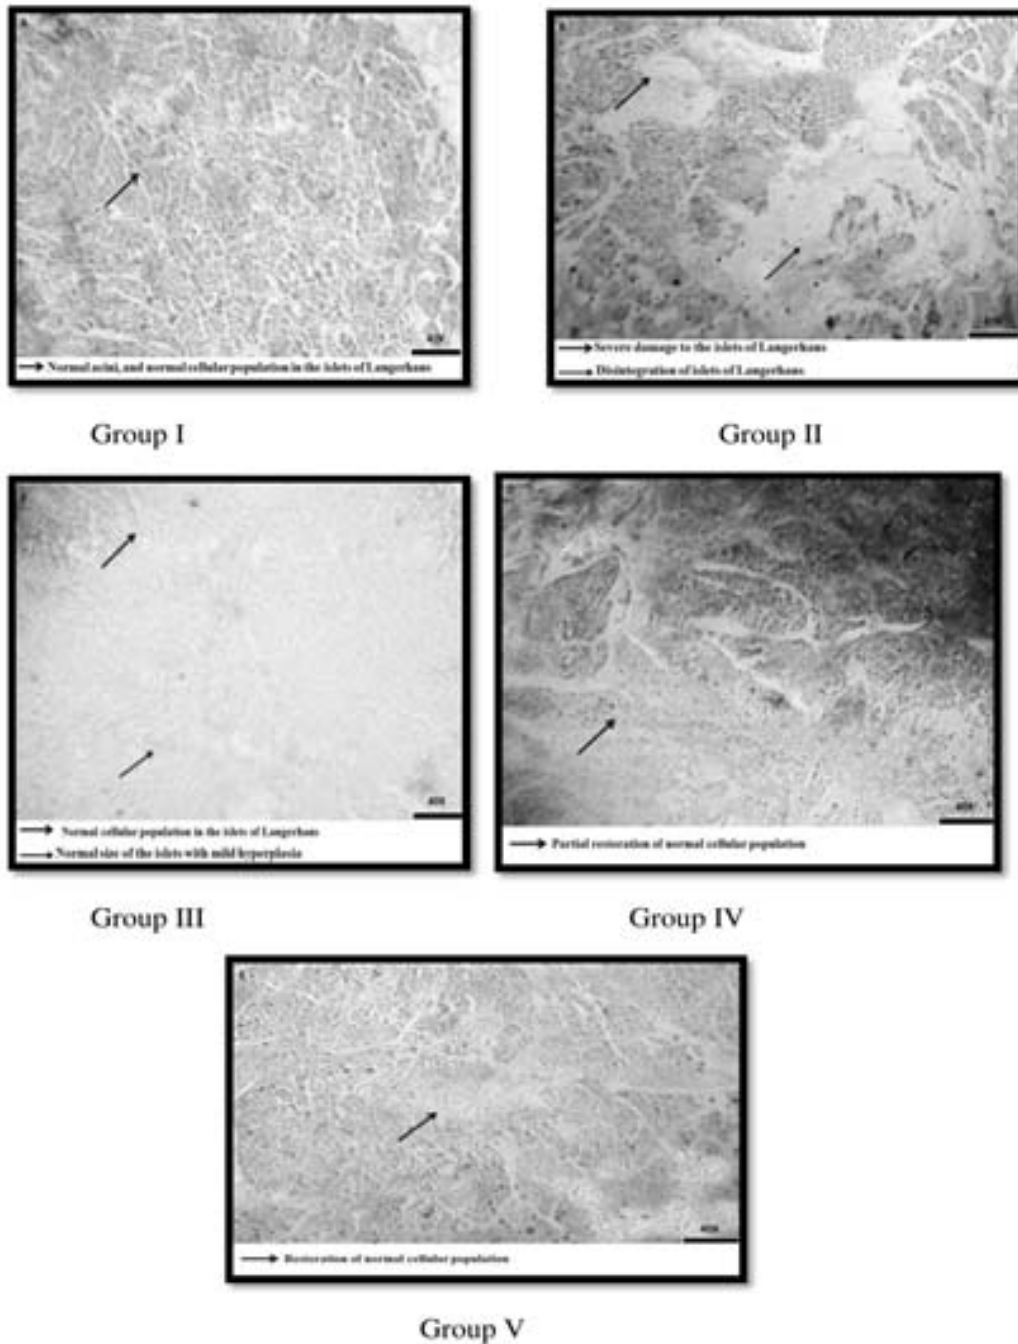 Normal acini, and normal cellular population in the islets of Langerhans
Group I
Severe damage to the islets of Langerhans
Disintegration of islets of Langerhans
Group II
40X
Normal cellular population in the islets of Langerhans
Normal size of the islets with mild hyperplasia
Group III
40X
Partial restoration of normal cellular population
Group IV
40X
Restoration of normal cellular population
Group V